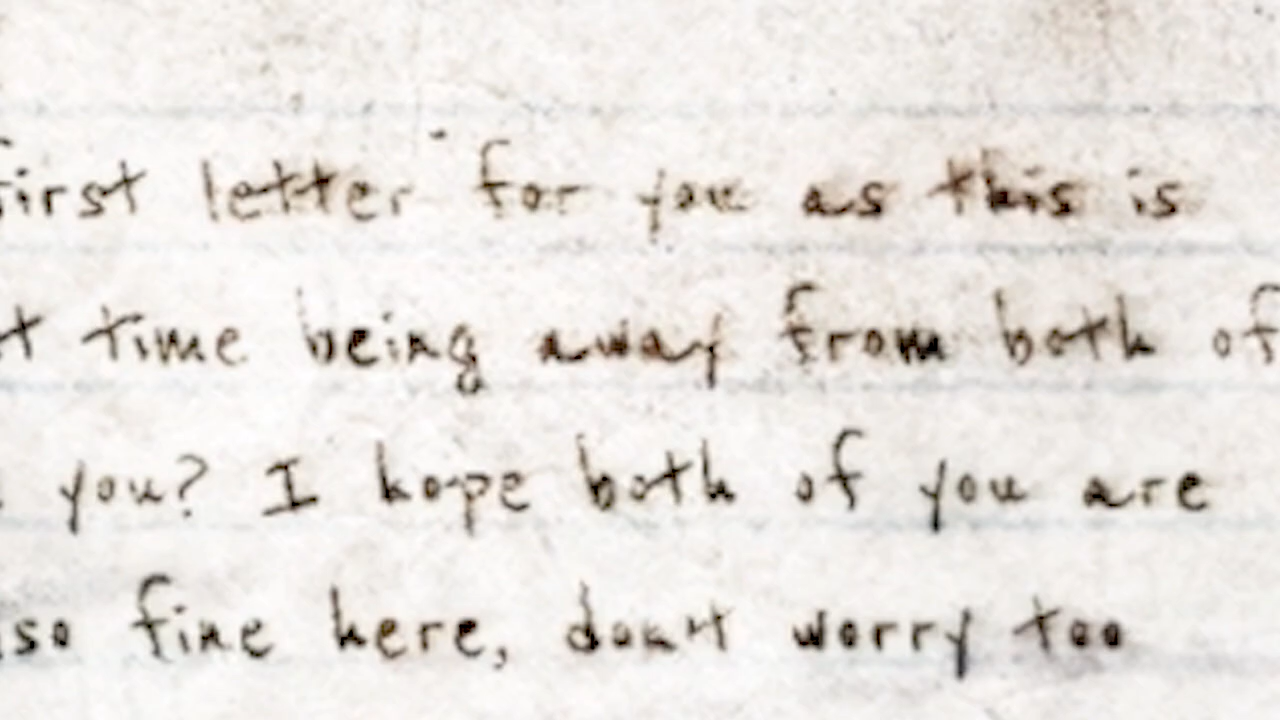 first letter for you as this is
t time being away from both of
you? I hope both of you are
so fine here, don't worry too